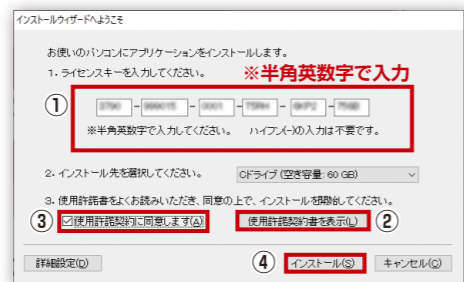 インストールウィザードへようこそ
お使いのパソコンにアプリケーションをインストールします。
1. ライセンスキーを入力してください。 ※半角英数字で入力
①
- - - - -
※半角英数字で入力してください。 ハイフン(-)の入力は不要です。
2. インストール先を選択してください。 Cドライブ (空き容量: 60 GB)
3. 使用許諾書をよくお読みいただき、同意の上で、インストールを開始してください。
③ 使用許諾契約に同意します(A) 使用許諾契約書を表示(L) ②
詳細設定(D) ④ インストール(S) キャンセル(C)